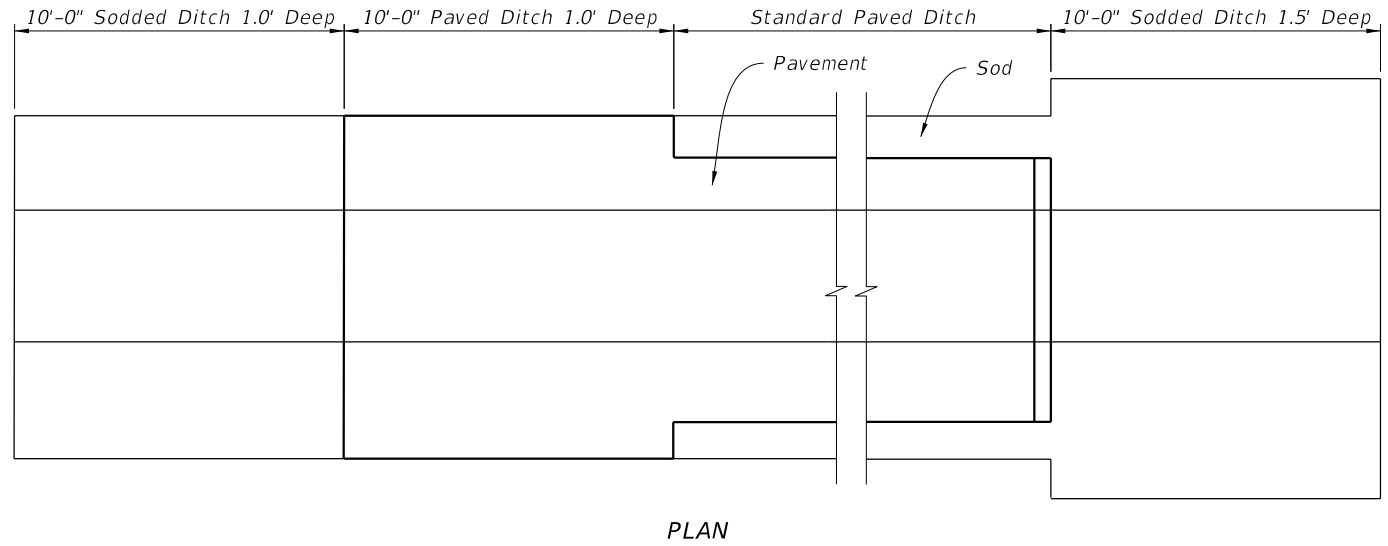 10'-0" Sodded Ditch 1.0' Deep
10'-0" Paved Ditch 1.0' Deep
Standard Paved Ditch
10'-0" Sodded Ditch 1.5' Deep
Pavement
Sod
PLAN